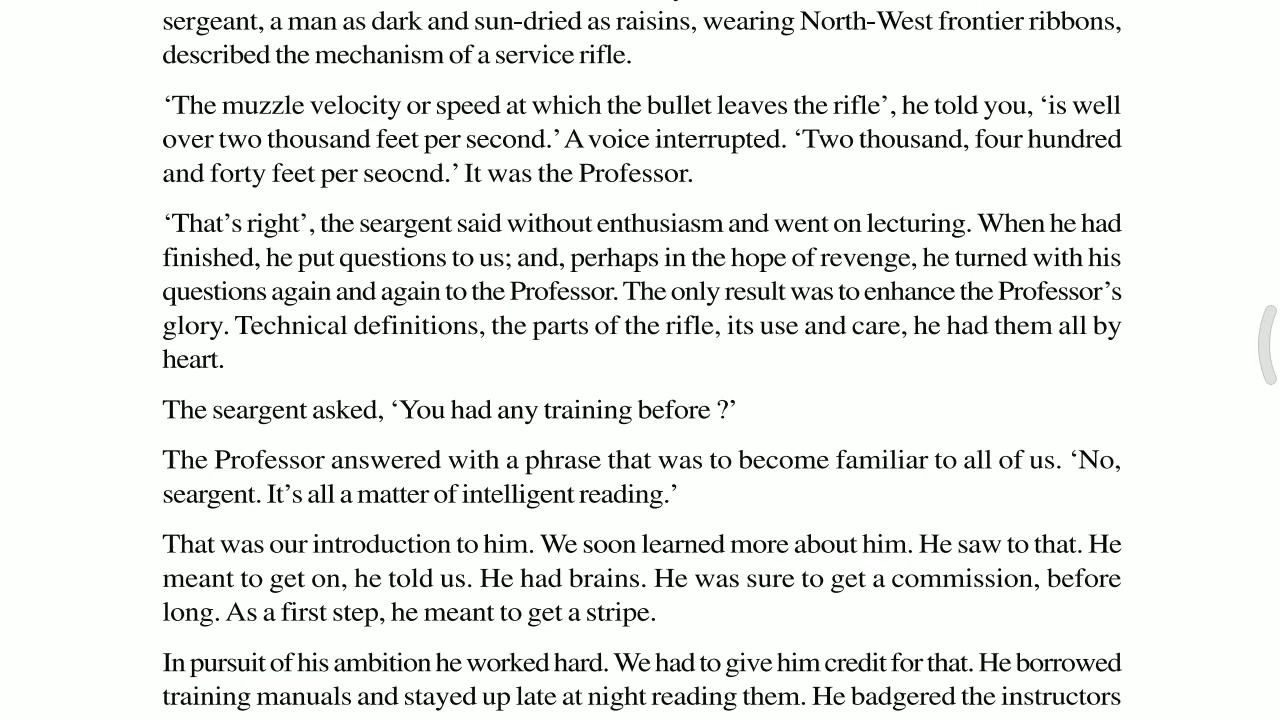 sergeant, a man as dark and sun-dried as raisins, wearing North-West frontier ribbons,
described the mechanism of a service rifle.
‘The muzzle velocity or speed at which the bullet leaves the rifle’, he told you, ‘is well
over two thousand feet per second.’ A voice interrupted. ‘Two thousand, four hundred
and forty feet per seocnd.’ It was the Professor.
‘That’s right’, the seargent said without enthusiasm and went on lecturing. When he had
finished, he put questions to us; and, perhaps in the hope of revenge, he turned with his
questions again and again to the Professor. The only result was to enhance the Professor’s
glory. Technical definitions, the parts of the rifle, its use and care, he had them all by
heart.
The seargent asked, ‘You had any training before ?’
The Professor answered with a phrase that was to become familiar to all of us. ‘No,
seargent. It’s all a matter of intelligent reading.’
That was our introduction to him. We soon learned more about him. He saw to that. He
meant to get on, he told us. He had brains. He was sure to get a commission, before
long. As a first step, he meant to get a stripe.
In pursuit of his ambition he worked hard. We had to give him credit for that. He borrowed
training manuals and stayed up late at night reading them. He badgered the instructors